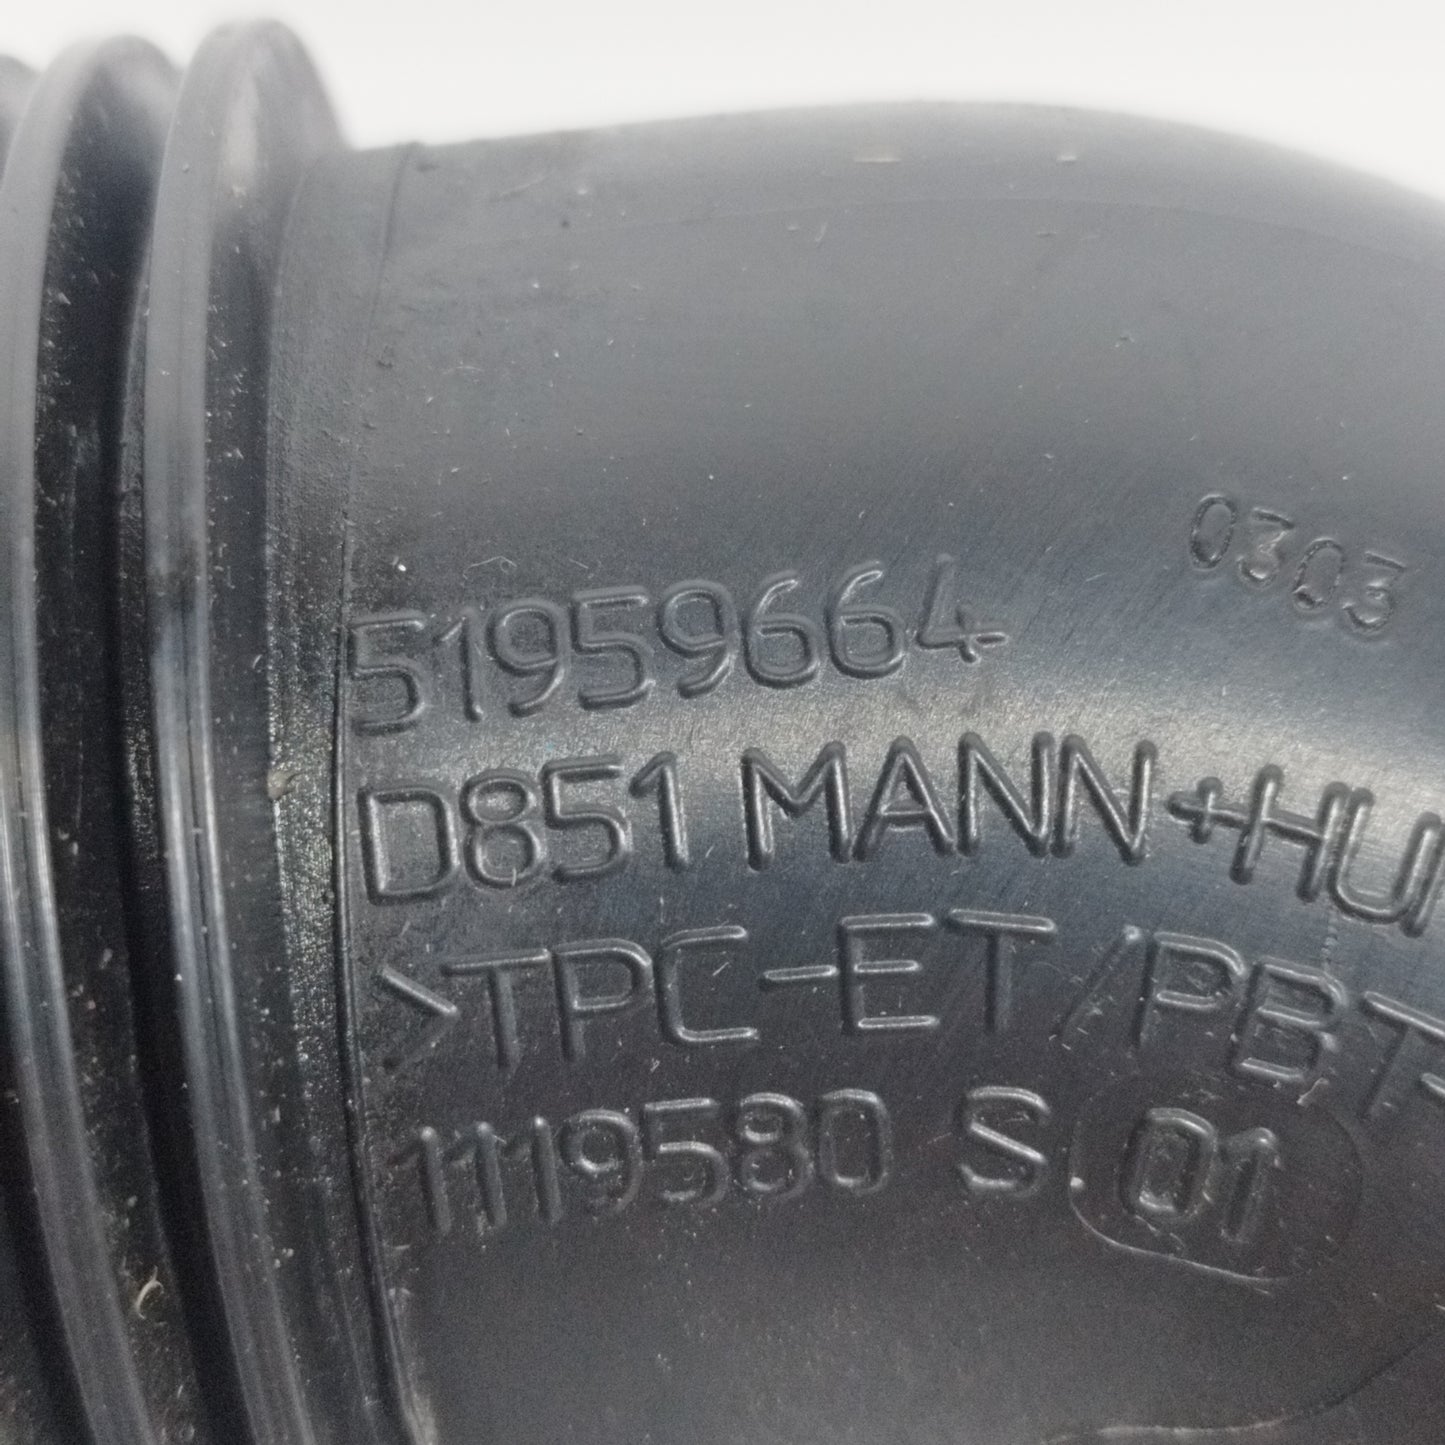 0303
51959664
D851 MANN+HU
>TPC-ET/PBT-
1119580 S 01